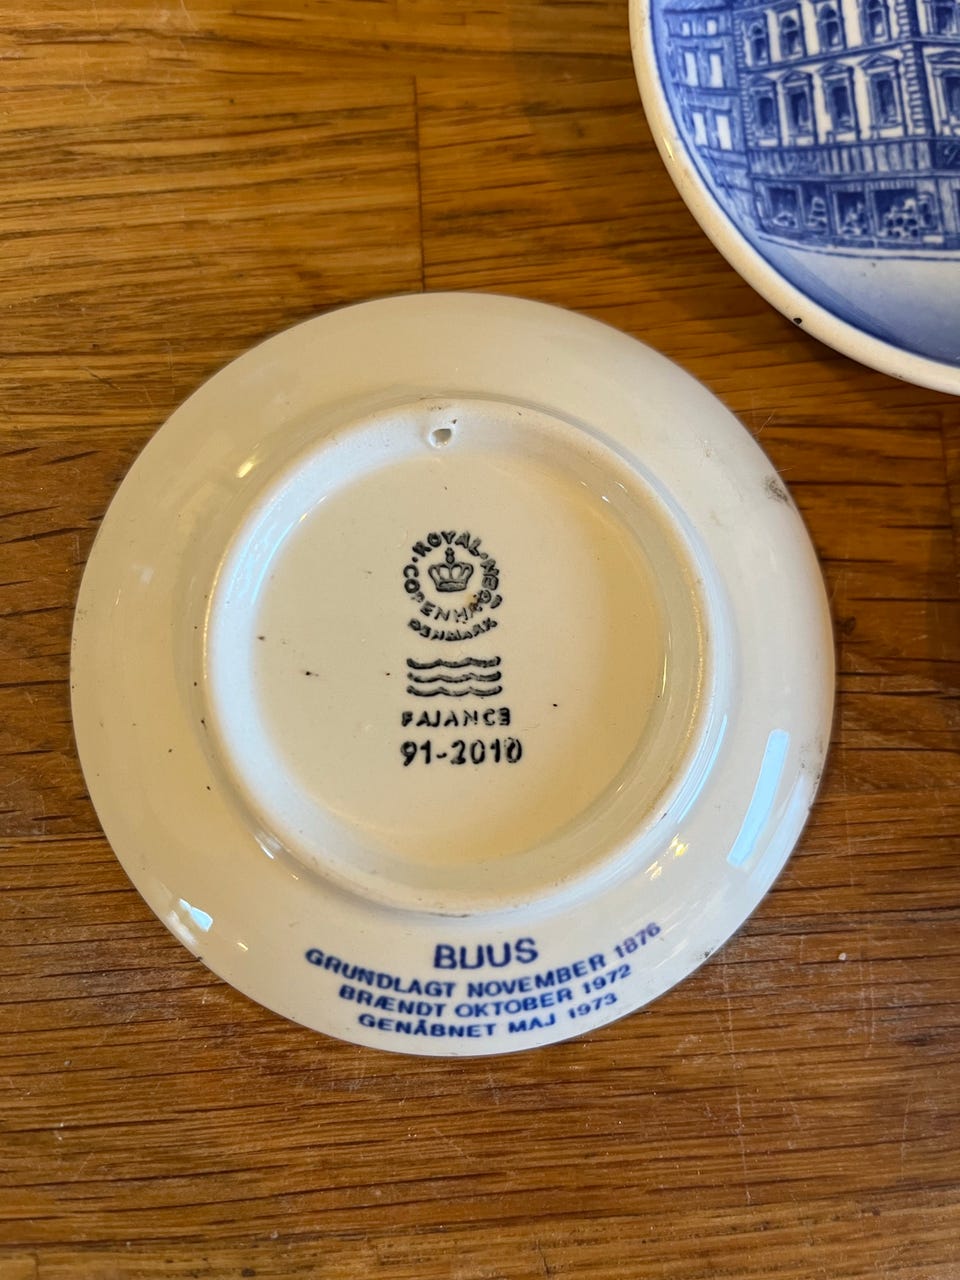 ROYAL
COPENHAGEN
DENMARK
FAJANCE
91-2010
BUUS
GRUNDLAGT NOVEMBER 1876
BRÆNDT OKTOBER 1972
GENÅBNET MAJ 1973